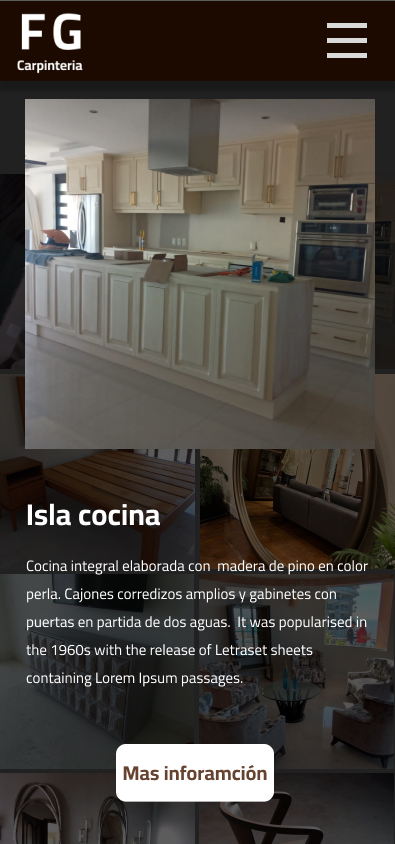 FG
Carpinteria
Isla cocina
Cocina integral elaborada con madera de pino en color
perla. Cajones corredizos amplios y gabinetes con
puertas en partida de dos aguas. It was popularised in
the 1960s with the release of Letraset sheets
containing Lorem Ipsum passages.
Mas inforamción